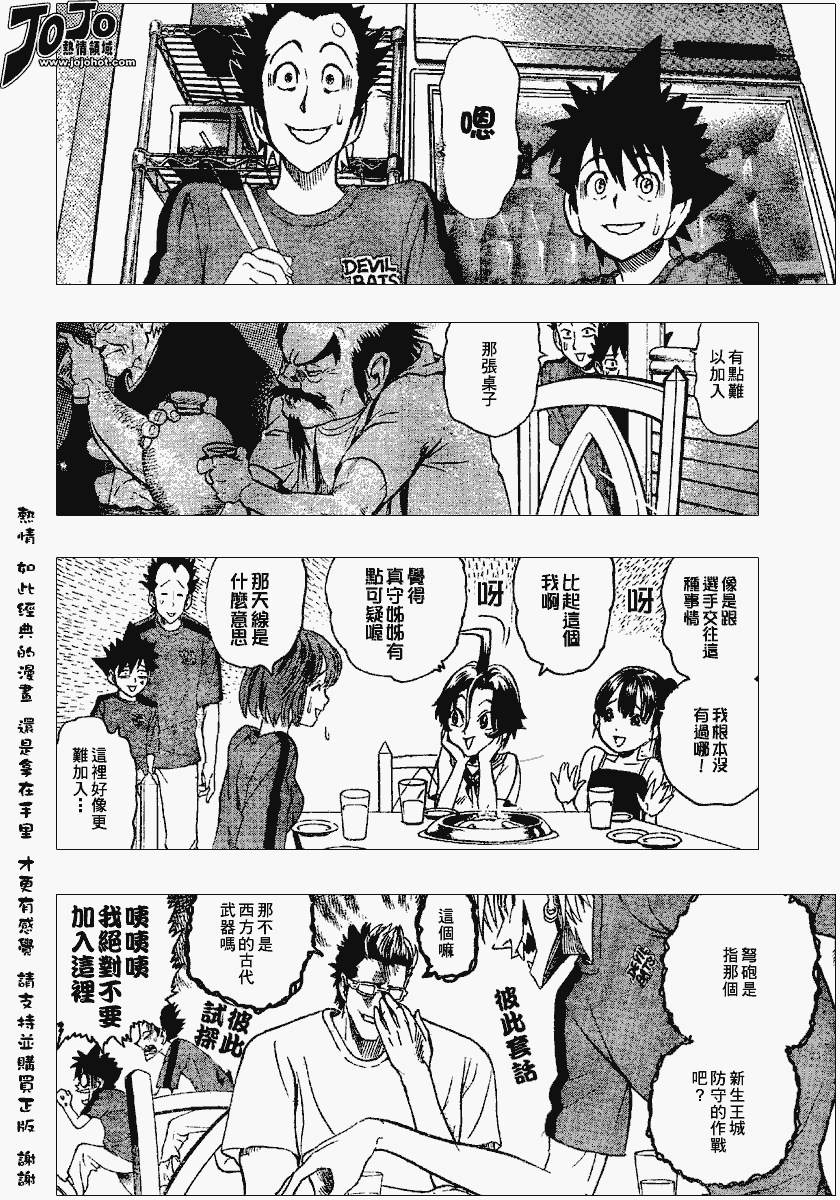 JOJO
熱情領域
www.jojohot.com
嗯
DEVIL
BATS
有點難
以加入
那張桌子
像是跟
選手交往這
種事情
我根本沒
有過哪！
呀
比起這個
我啊
呀
覺得
真守姊姊有
點可疑喔
那天線是
什麼意思
這裡好像更
難加入…
弩砲是
指那個
新生王城
防守的作戰
吧？
DEVIL
BATS
彼此套話
這個嘛
那不是
西方的古代
武器嗎
彼此
試探
咦咦咦
我絕對不要
加入這裡
熱情 如此經典的漫畫 還是拿在手里 才更有感覺 請支持並購買正版 謝謝